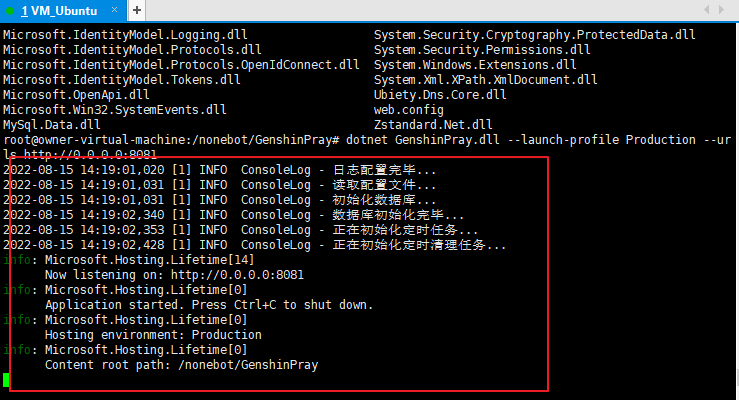 1 VM_Ubuntu
Microsoft.IdentityModel.Logging.dll System.Security.Cryptography.ProtectedData.dll
Microsoft.IdentityModel.Protocols.dll System.Security.Permissions.dll
Microsoft.IdentityModel.Protocols.OpenIdConnect.dll System.Windows.Extensions.dll
Microsoft.IdentityModel.Tokens.dll System.Xml.XPath.XmlDocument.dll
Microsoft.OpenApi.dll Ubiety.Dns.Core.dll
Microsoft.Win32.SystemEvents.dll web.config
MySql.Data.dll Zstandard.Net.dll
root@owner-virtual-machine:/nonebot/GenshinPray# dotnet GenshinPray.dll --launch-profile Production --ur
ls http://0.0.0.0:8081
2022-08-15 14:19:01,020 [1] INFO ConsoleLog - 日志配置完毕...
2022-08-15 14:19:01,031 [1] INFO ConsoleLog - 读取配置文件...
2022-08-15 14:19:01,031 [1] INFO ConsoleLog - 初始化数据库...
2022-08-15 14:19:02,340 [1] INFO ConsoleLog - 数据库初始化完毕...
2022-08-15 14:19:02,353 [1] INFO ConsoleLog - 正在初始化定时任务...
2022-08-15 14:19:02,428 [1] INFO ConsoleLog - 正在初始化定时清理任务...
info: Microsoft.Hosting.Lifetime[14]
Now listening on: http://0.0.0.0:8081
info: Microsoft.Hosting.Lifetime[0]
Application started. Press Ctrl+C to shut down.
info: Microsoft.Hosting.Lifetime[0]
Hosting environment: Production
info: Microsoft.Hosting.Lifetime[0]
Content root path: /nonebot/GenshinPray